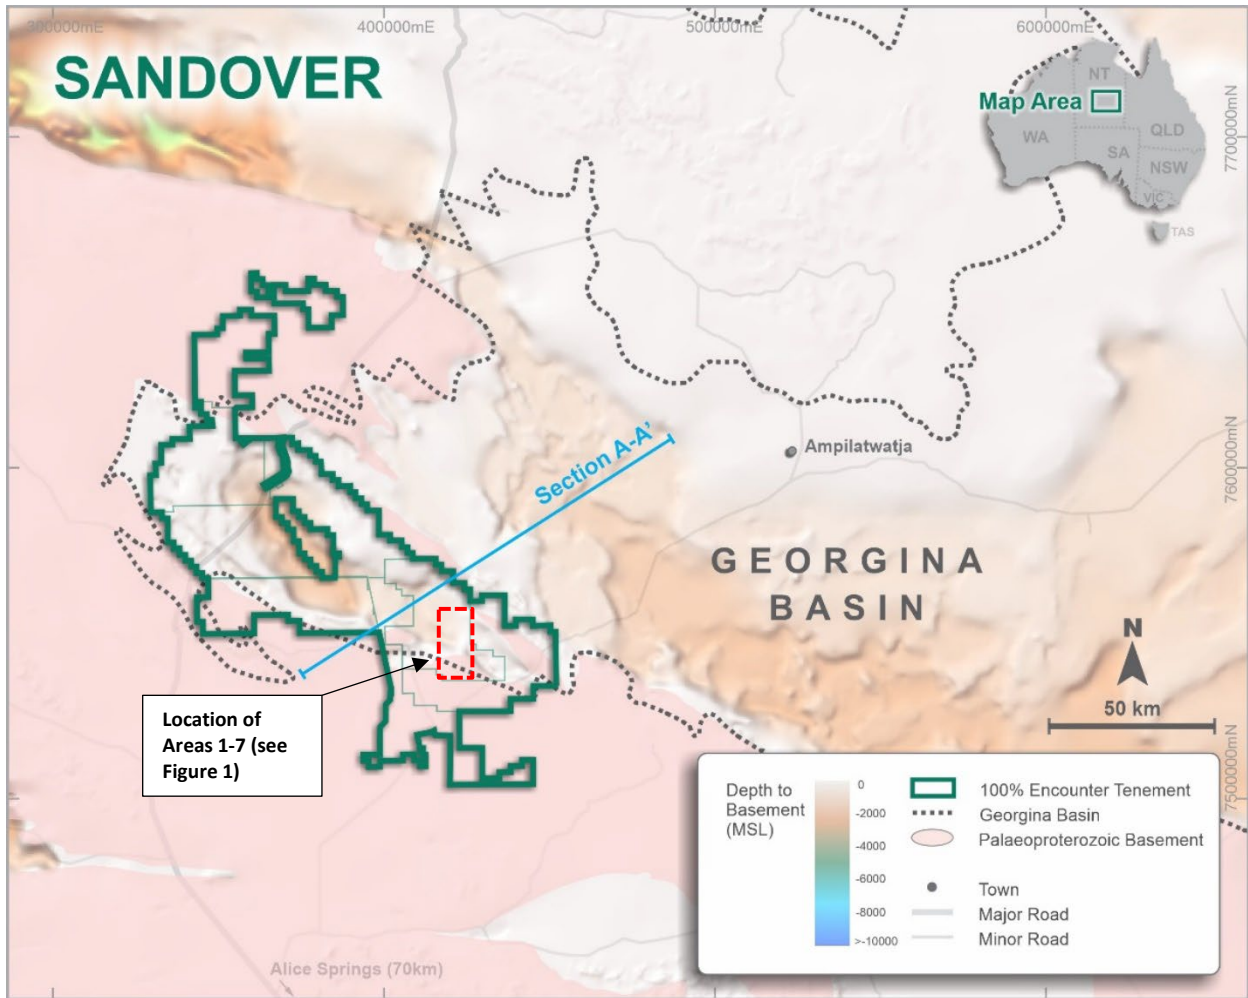 300000mE
400000mE
500000mE
600000mE
SANDOVER
Map Area
NT
WA
QLD
SA
NSW
VIC
TAS
7700000mN
Section A-A'
Ampilatwatja
7600000mN
GEORGINA
BASIN
N
50 km
Location of
Areas 1-7 (see
Figure 1)
7500000mN
Depth to
Basement
(MSL)
0
-2000
-4000
-6000
-8000
>-10000
100% Encounter Tenement
Georgina Basin
Palaeoproterozoic Basement
Town
Major Road
Minor Road
Alice Springs (70km)